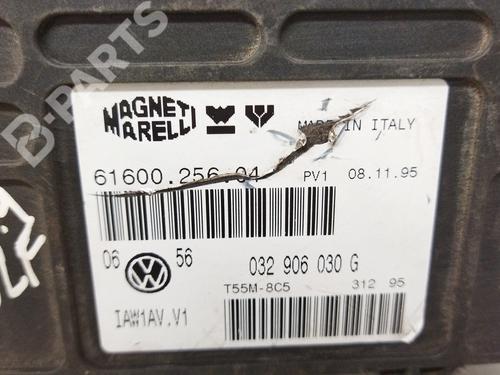 B-PARTS
MAGNETI
MARELLI
MADE IN ITALY
61600.256.04 PV1 08.11.95
06 56
032 906 030 G
T55M-8C5 312 95
IAW1AV.V1